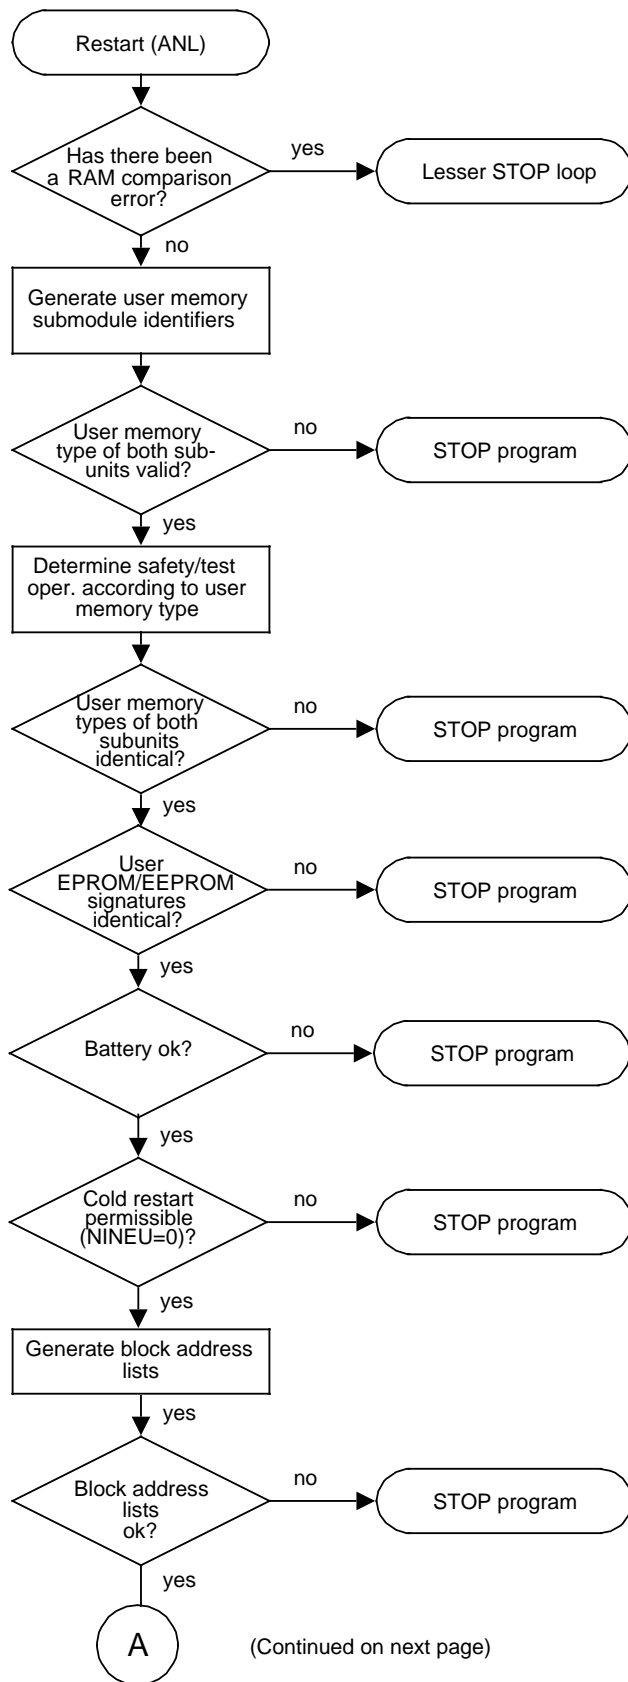 Restart (ANL)
Has there been
a RAM comparison
error?
yes
Lesser STOP loop
no
Generate user memory
submodule identifiers
User memory
type of both sub-
units valid?
no
STOP program
yes
Determine safety/test
oper. according to user
memory type
User memory
types of both
subunits
identical?
no
STOP program
yes
User
EPROM/EEPROM
signatures
identical?
no
STOP program
yes
Battery ok?
no
STOP program
yes
Cold restart
permissible
(NINEU=0)?
no
STOP program
yes
Generate block address
lists
yes
Block address
lists
ok?
no
STOP program
yes
A
(Continued on next page)